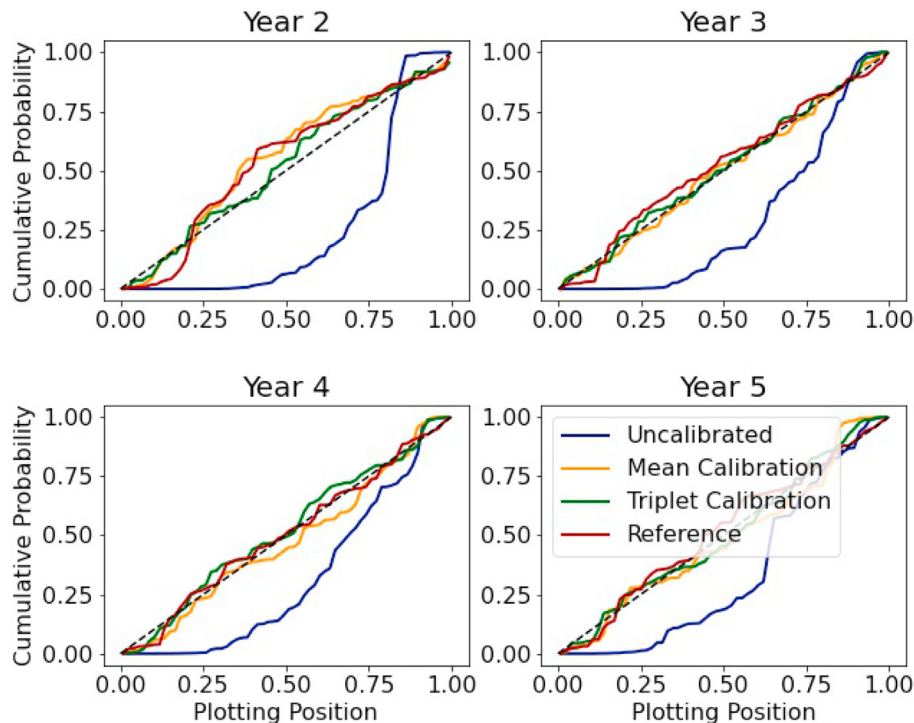 Year 2
Year 3
Cumulative Probability
1.00
0.75
0.50
0.25
0.00
0.00 0.25 0.50 0.75 1.00
1.00
0.75
0.50
0.25
0.00
0.00 0.25 0.50 0.75 1.00
Year 4
Year 5
Cumulative Probability
1.00
0.75
0.50
0.25
0.00
0.00 0.25 0.50 0.75 1.00
Plotting Position
1.00
0.75
0.50
0.25
0.00
Uncalibrated
Mean Calibration
Triplet Calibration
Reference
0.00 0.25 0.50 0.75 1.00
Plotting Position